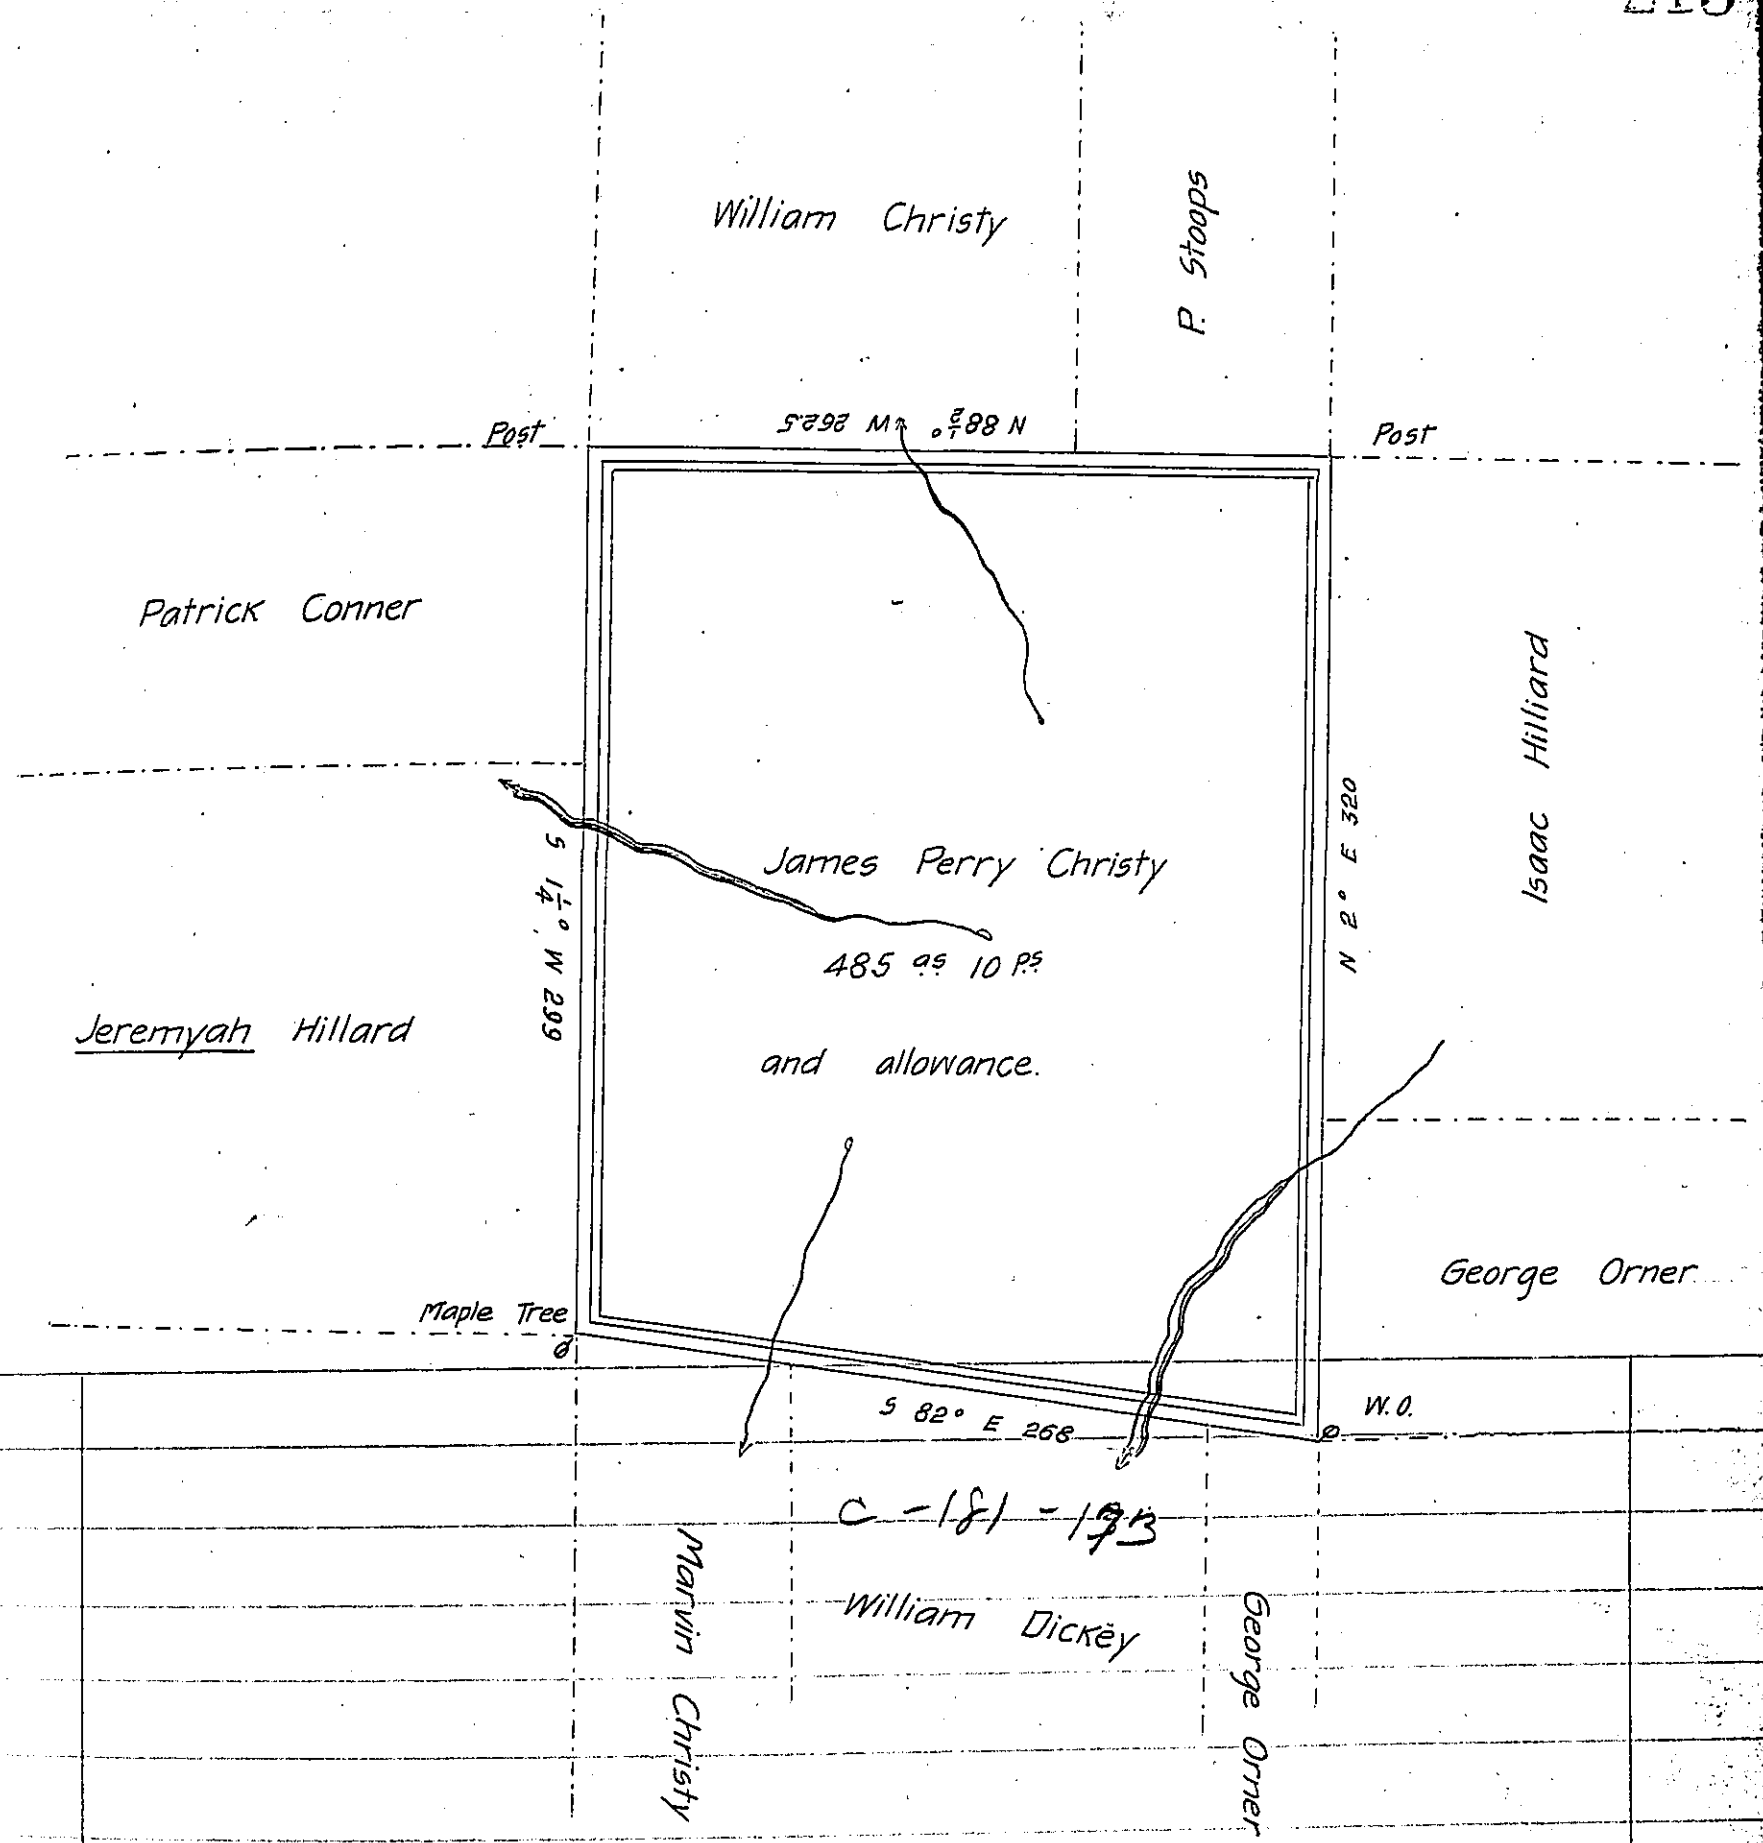 William Christy
P. Stoops
Post
N 88½° W 262.5
Post
Patrick Conner
Isaac Hilliard
N 2° E 320
S 1¼° W 299
James Perry Christy
485 as 10 Ps
Jeremyah Hillard
and allowance.
George Orner
Maple Tree
W.O.
S 82° E 268
C-181-
Marvin Christy
William Dickey
George Orner